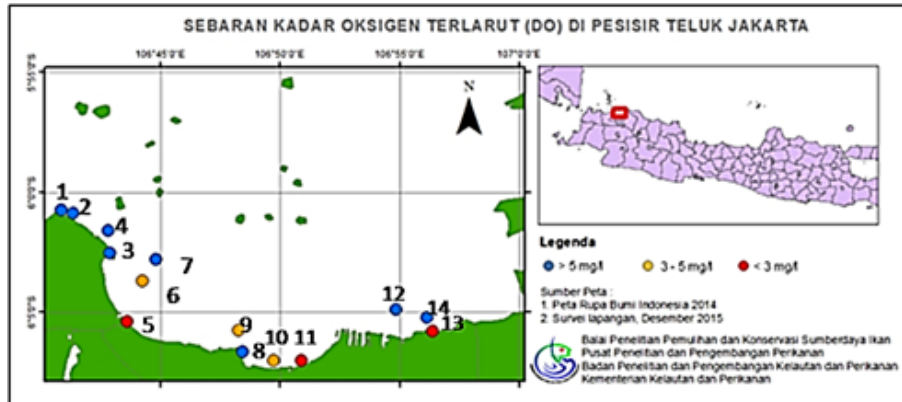 SEBARAN KADAR OKSIGEN TERLARUT (DO) DI PESISIR TELUK JAKARTA
106°45'0"E 106°50'0"E 106°55'0"E 107°0'0"E
5°55'0"S
N
6°0'0"S
1
2
4
3
7
6
12
14
5
9
10
11
13
8
6°5'0"S
Legenda
> 5 mg/l 3 - 5 mg/l < 3 mg/l
Sumber Peta :
1. Peta Rupa Bumi Indonesia 2014
2. Survei lapangan, Desember 2015
Balai Penelitian Pemulihan dan Konservasi Sumberdaya Ikan
Pusat Penelitian dan Pengembangan Perikanan
Badan Penelitian dan Pengembangan Kelautan dan Perikanan
Kementerian Kelautan dan Perikanan